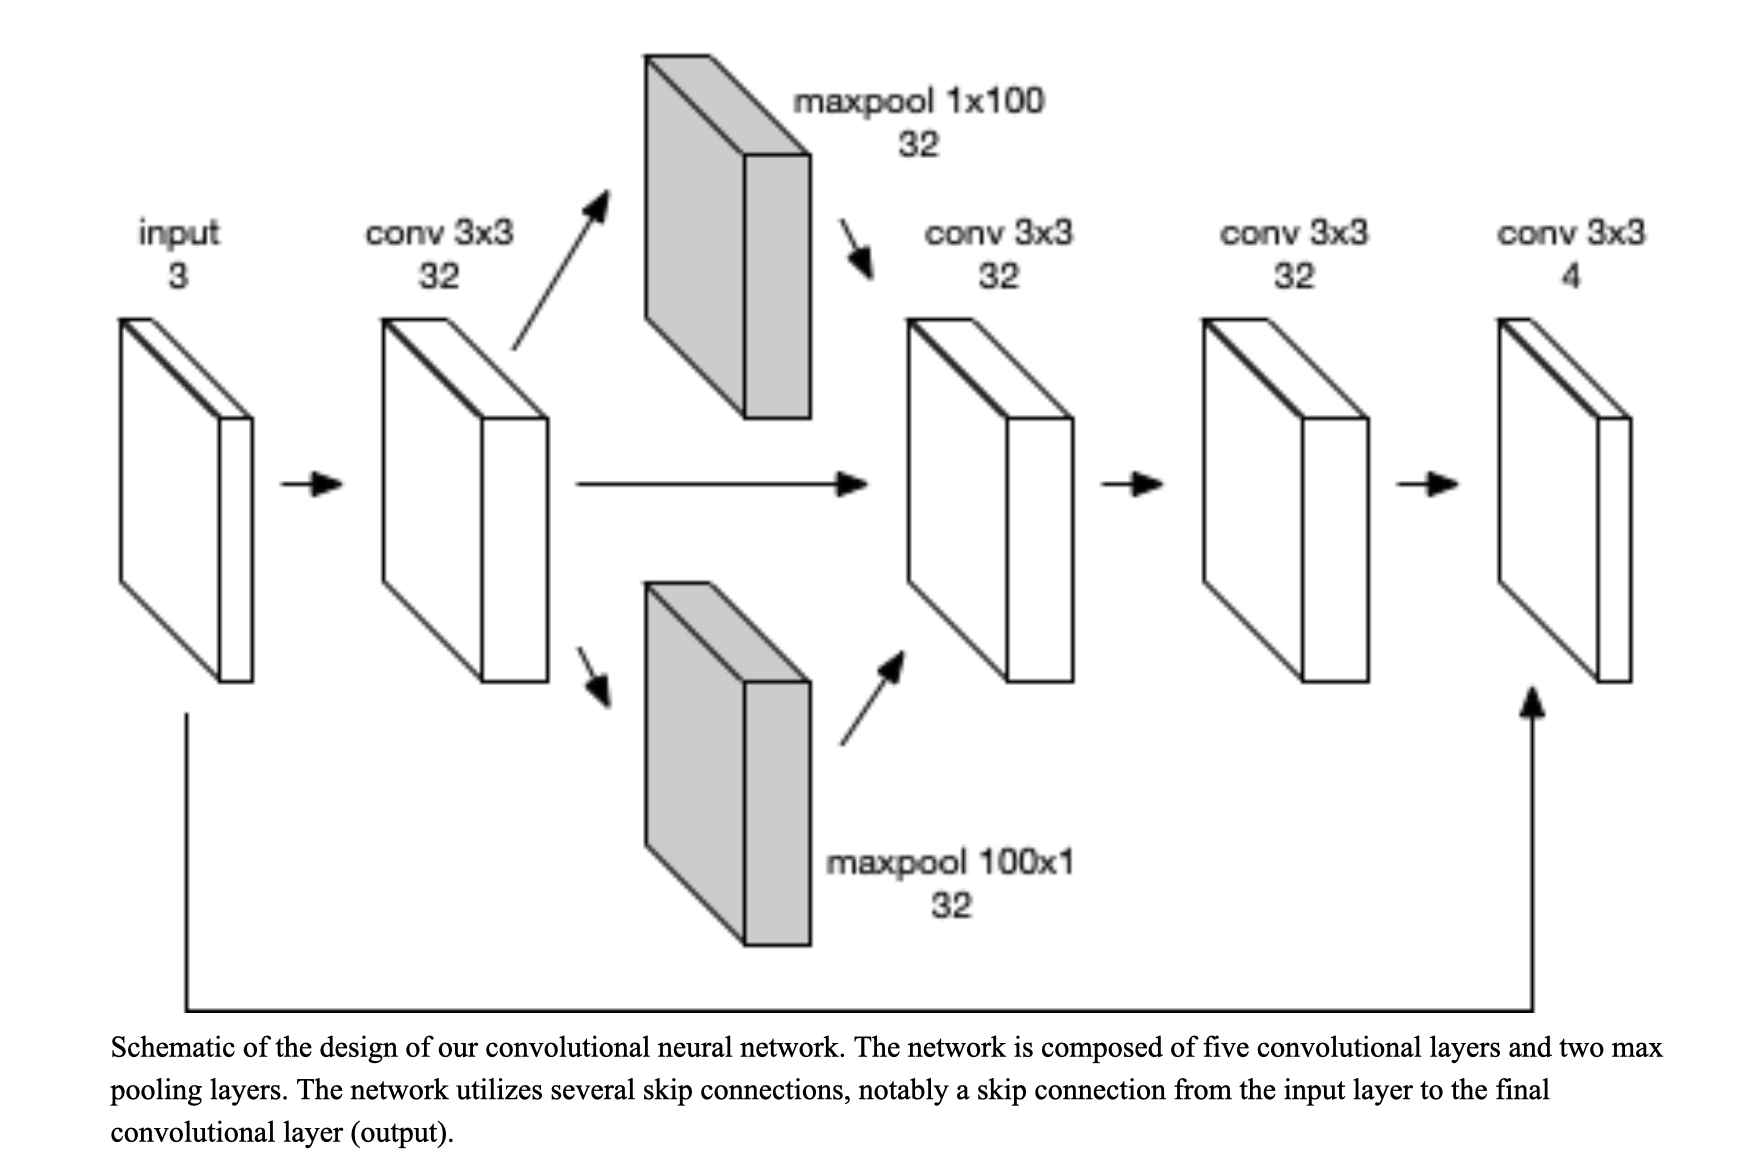 maxpool 1x100
32
input
3
conv 3x3
32
conv 3x3
32
conv 3x3
32
conv 3x3
4
maxpool 100x1
32
Schematic of the design of our convolutional neural network. The network is composed of five convolutional layers and two max
pooling layers. The network utilizes several skip connections, notably a skip connection from the input layer to the final
convolutional layer (output).